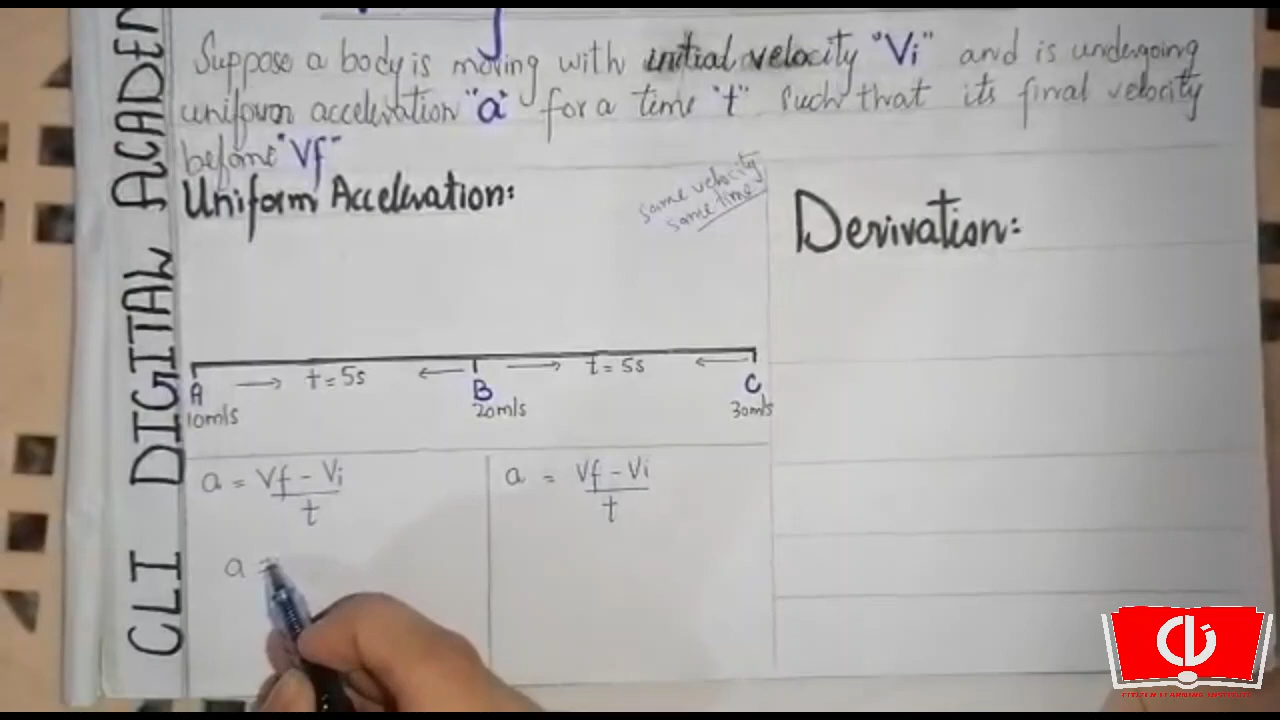 Suppose a body is moving with initial velocity "Vi" and is undergoing
uniform acceleration "a" for a time "t" such that its final velocity
before "Vf"
Uniform Acceleration:
same velocity
same time
Derivation:
t = 5s
t = 5s
A
B
C
10m/s
20m/s
30m/s
a = Vf - Vi
t
a = Vf - Vi
t
a =
CLI DIGITAL ACADEM